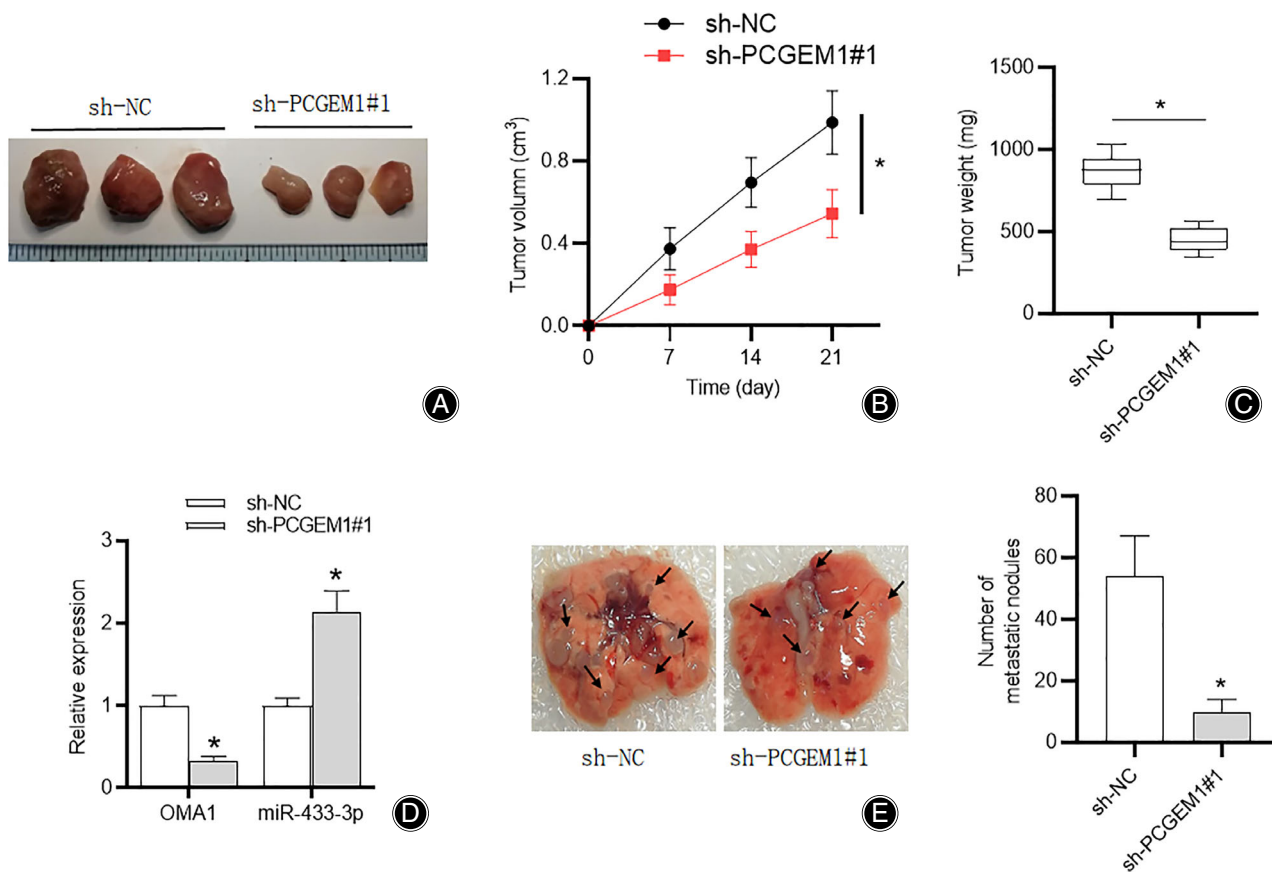 sh-NC
sh-PCGEM1#1
A
sh-NC
sh-PCGEM1#1
Tumor volumn (cm³)
1.2
0.8
0.4
0.0
0
7
14
21
Time (day)
*
B
Tumor weight (mg)
1500
1000
500
0
*
sh-NC
sh-PCGEM1#1
C
sh-NC
sh-PCGEM1#1
Relative expression
3
2
1
0
*
*
OMA1
miR-433-3p
D
sh-NC
sh-PCGEM1#1
E
Number of
metastatic nodules
80
60
40
20
0
*
sh-NC
sh-PCGEM1#1